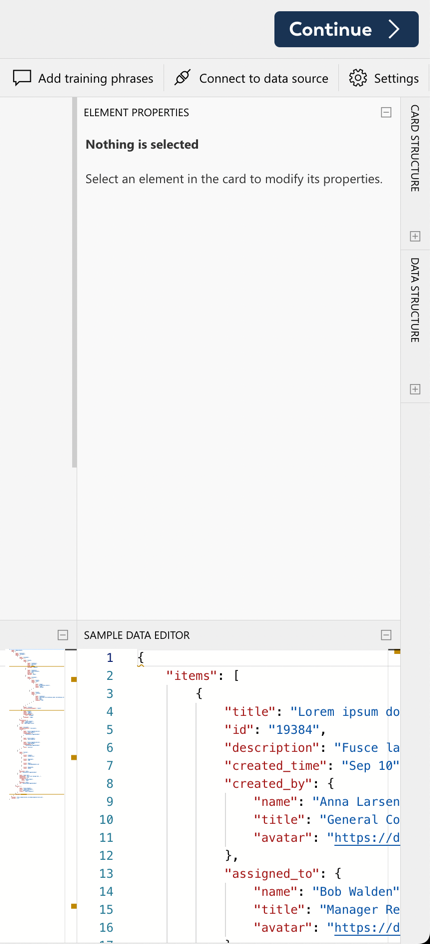 Continue
Add training phrases
Connect to data source
Settings
ELEMENT PROPERTIES
Nothing is selected
Select an element in the card to modify its properties.
CARD STRUCTURE
DATA STRUCTURE
SAMPLE DATA EDITOR
1 {
2 "items": [
3 {
4 "title": "Lorem ipsum do
5 "id": "19384",
6 "description": "Fusce la
7 "created_time": "Sep 10"
8 "created_by": {
9 "name": "Anna Larsen
10 "title": "General Co
11 "avatar": "https://d
12 },
13 "assigned_to": {
14 "name": "Bob Walden"
15 "title": "Manager Re
16 "avatar": "https://d